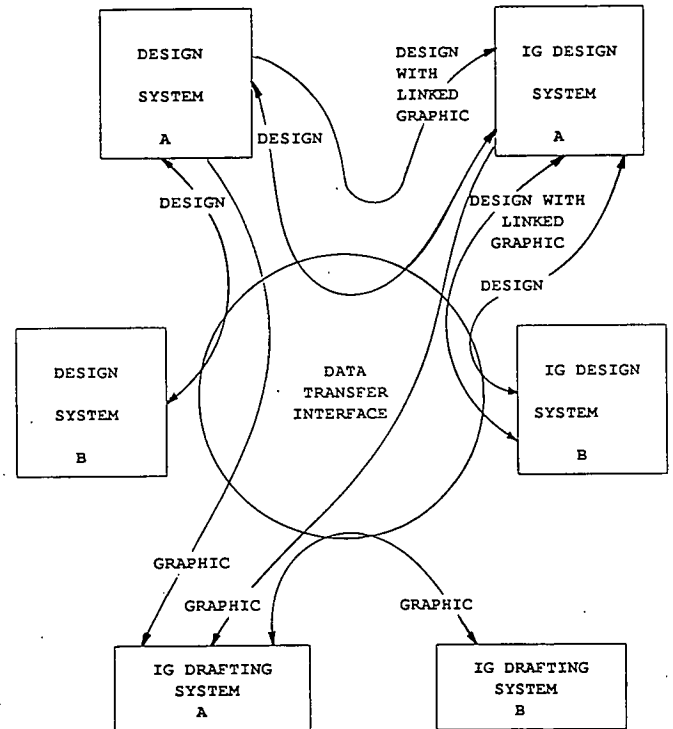 DESIGN
SYSTEM
A
DESIGN
WITH
LINKED
GRAPHIC
IG DESIGN
SYSTEM
A
DESIGN
DESIGN
DESIGN WITH
LINKED
GRAPHIC
DESIGN
DESIGN
SYSTEM
B
DATA
TRANSFER
INTERFACE
IG DESIGN
SYSTEM
B
GRAPHIC
GRAPHIC
GRAPHIC
IG DRAFTING
SYSTEM
A
IG DRAFTING
SYSTEM
B